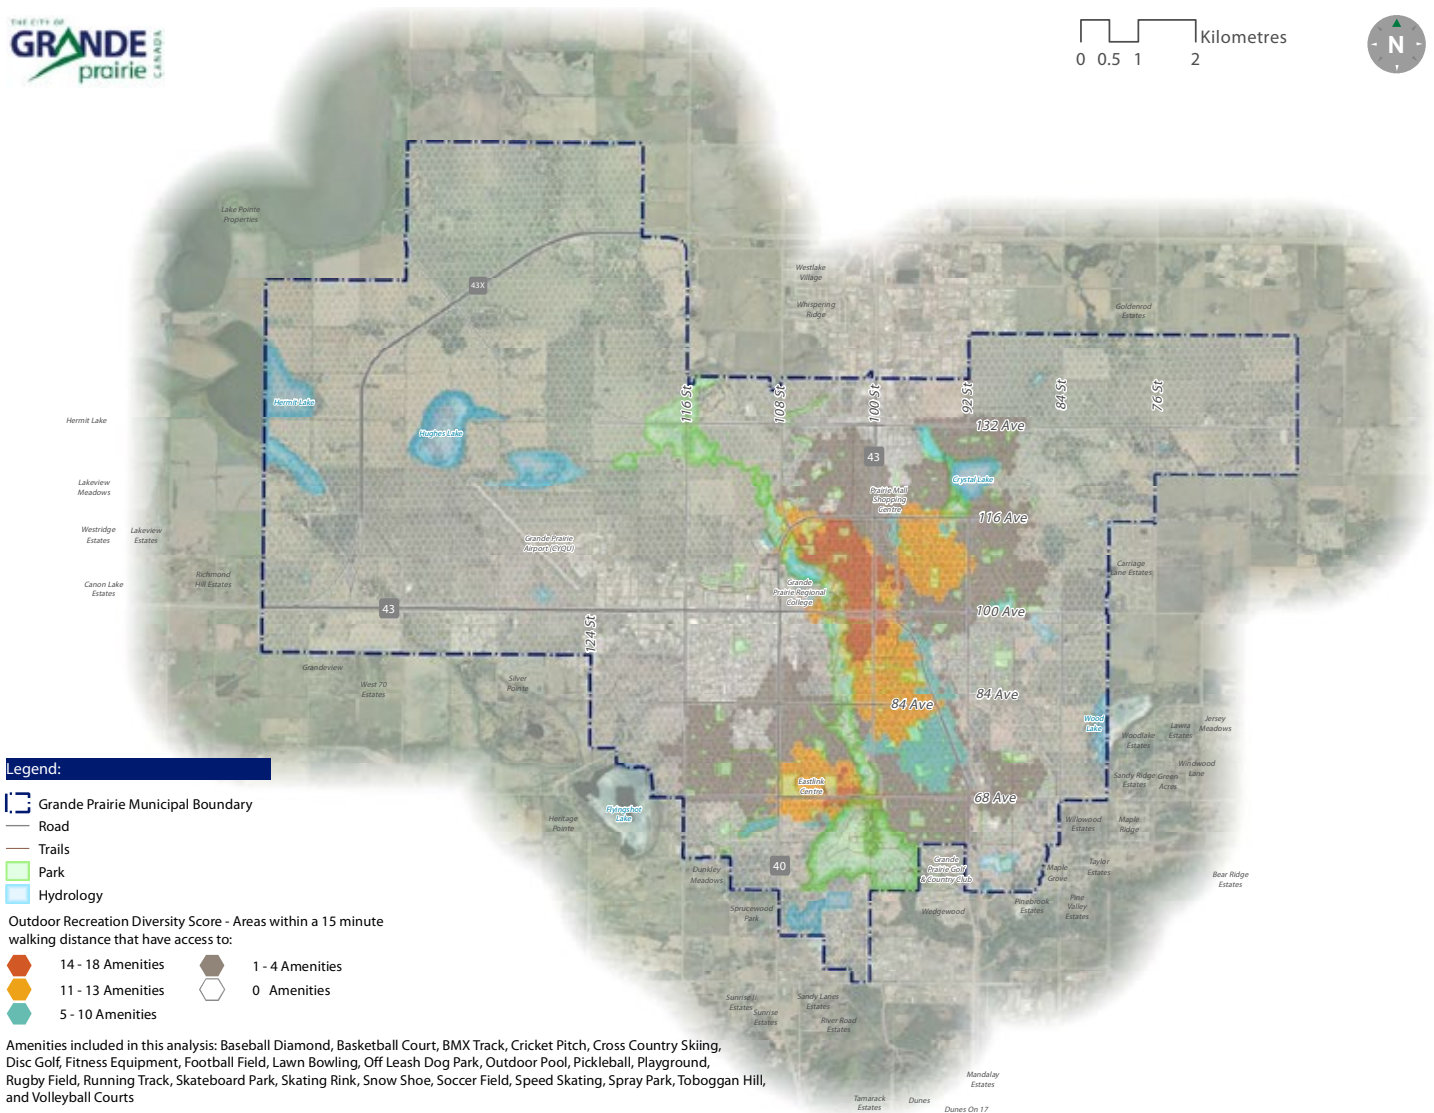 THE CITY OF
GRANDE
prairie
CANADA
Kilometres
0 0.5 1 2
N
Lake Pointe
Properties
43X
Westlake
Village
Whispering
Ridge
Goldenrod
Estates
Hermit Lake
Hermit Lake
Hughes Lake
116 St
108 St
100 St
92 St
84 St
76 St
132 Ave
43
Crystal Lake
Lakeview
Meadows
Prairie Mall
Shopping
Centre
116 Ave
Westridge
Estates
Lakeview
Estates
Grande Prairie
Airport (CYQU)
Canon Lake
Estates
Richmond
Hill Estates
Carriage
Lane Estates
Grande
Prairie Regional
College
43
100 Ave
124 St
Grandeview
West 70
Estates
Silver
Pointe
84 Ave
84 Ave
Wood
Lake
Jersey
Meadows
Lawra
Estates
Woodlake
Estates
Windwood
Lane
Sandy Ridge
Estates
Green
Acres
Eastlink
Centre
68 Ave
Flyingshot
Lake
Heritage
Pointe
Willowood
Estates
Maple
Ridge
40
Dunkley
Meadows
Grande
Prairie Golf
& Country Club
Maple
Grove
Taylor
Estates
Bear Ridge
Estates
Sprucewood
Park
Wedgewood
Pinebrook
Estates
Pine
Valley
Estates
Legend:
Grande Prairie Municipal Boundary
Road
Trails
Park
Hydrology
Outdoor Recreation Diversity Score - Areas within a 15 minute
walking distance that have access to:
14 - 18 Amenities
1 - 4 Amenities
11 - 13 Amenities
0 Amenities
5 - 10 Amenities
Sunrise II
Estates
Sunrise
Estates
Sandy Lanes
Estates
River Road
Estates
Amenities included in this analysis: Baseball Diamond, Basketball Court, BMX Track, Cricket Pitch, Cross Country Skiing,
Disc Golf, Fitness Equipment, Football Field, Lawn Bowling, Off Leash Dog Park, Outdoor Pool, Pickleball, Playground,
Rugby Field, Running Track, Skateboard Park, Skating Rink, Snow Shoe, Soccer Field, Speed Skating, Spray Park, Toboggan Hill,
and Volleyball Courts
Mandalay
Estates
Tamarack
Estates
Dunes
Dunes On 17